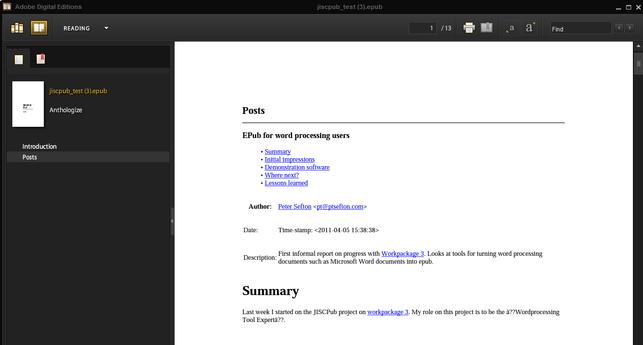 Adobe Digital Editions
jiscpub_test (3).epub
READING
1 / 13
a
a
Find
jiscpub_test (3).epub
Anthologize
Introduction
Posts
Posts
EPub for word processing users
• Summary
• Initial impressions
• Demonstration software
• Where next?
• Lessons learned
Author: Peter Sefton <pt@ptsefton.com>
Date: Time-stamp: <2011-04-05 15:38:38>
Description: First informal report on progress with Workpackage 3. Looks at tools for turning word processing
documents such as Microsoft Word documents into epub.
Summary
Last week I started on the JISCPub project on workpackage 3. My role on this project is to be the â??Wordprocessing
Tool Expertâ??.